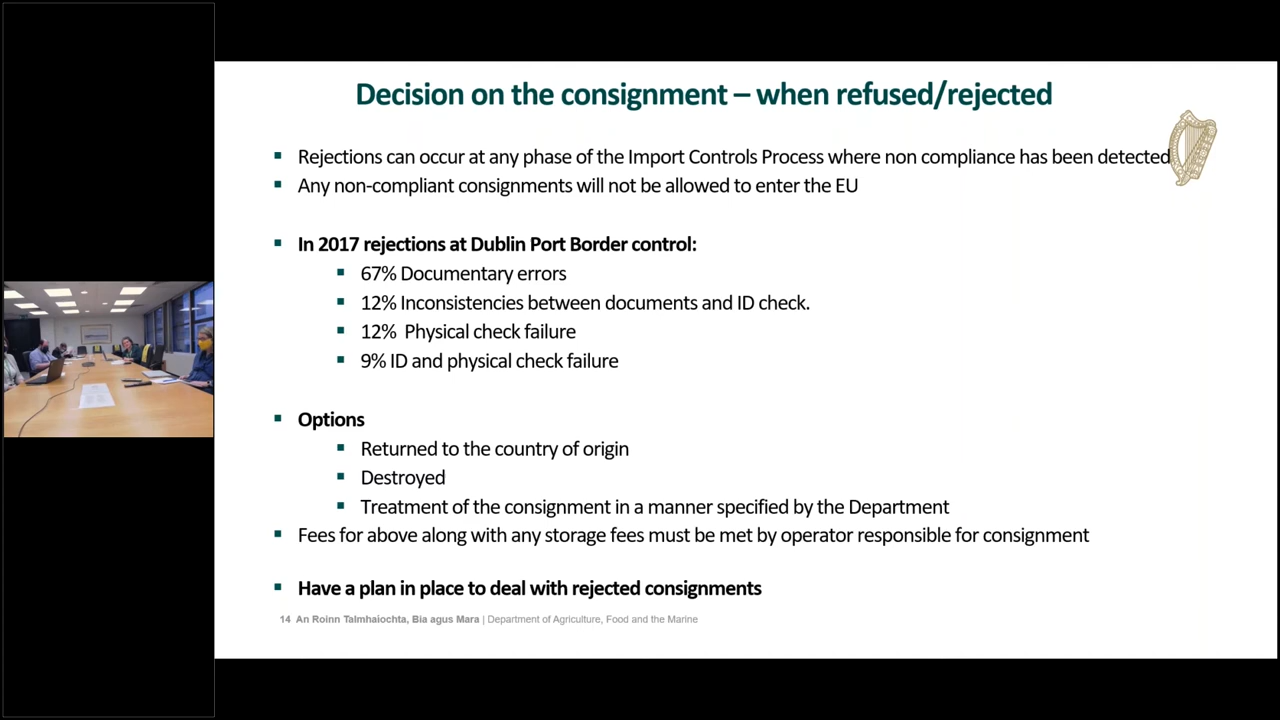 Decision on the consignment – when refused/rejected
▪ Rejections can occur at any phase of the Import Controls Process where non compliance has been detected
▪ Any non-compliant consignments will not be allowed to enter the EU
▪ In 2017 rejections at Dublin Port Border control:
▪ 67% Documentary errors
▪ 12% Inconsistencies between documents and ID check.
▪ 12% Physical check failure
▪ 9% ID and physical check failure
▪ Options
▪ Returned to the country of origin
▪ Destroyed
▪ Treatment of the consignment in a manner specified by the Department
▪ Fees for above along with any storage fees must be met by operator responsible for consignment
▪ Have a plan in place to deal with rejected consignments
14 An Roinn Talmhaíochta, Bia agus Mara | Department of Agriculture, Food and the Marine